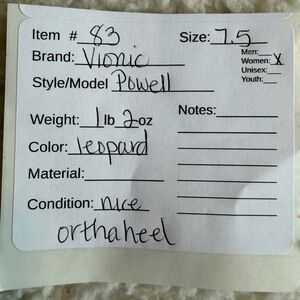 Item # 83 Size: 7.5
Brand: Vionic Men:
Women: X
Style/Model Powell Unisex:
Youth:
Weight: 1 lb 2 oz Notes:
Color: leopard
Material:
Condition: nice
orthaheel